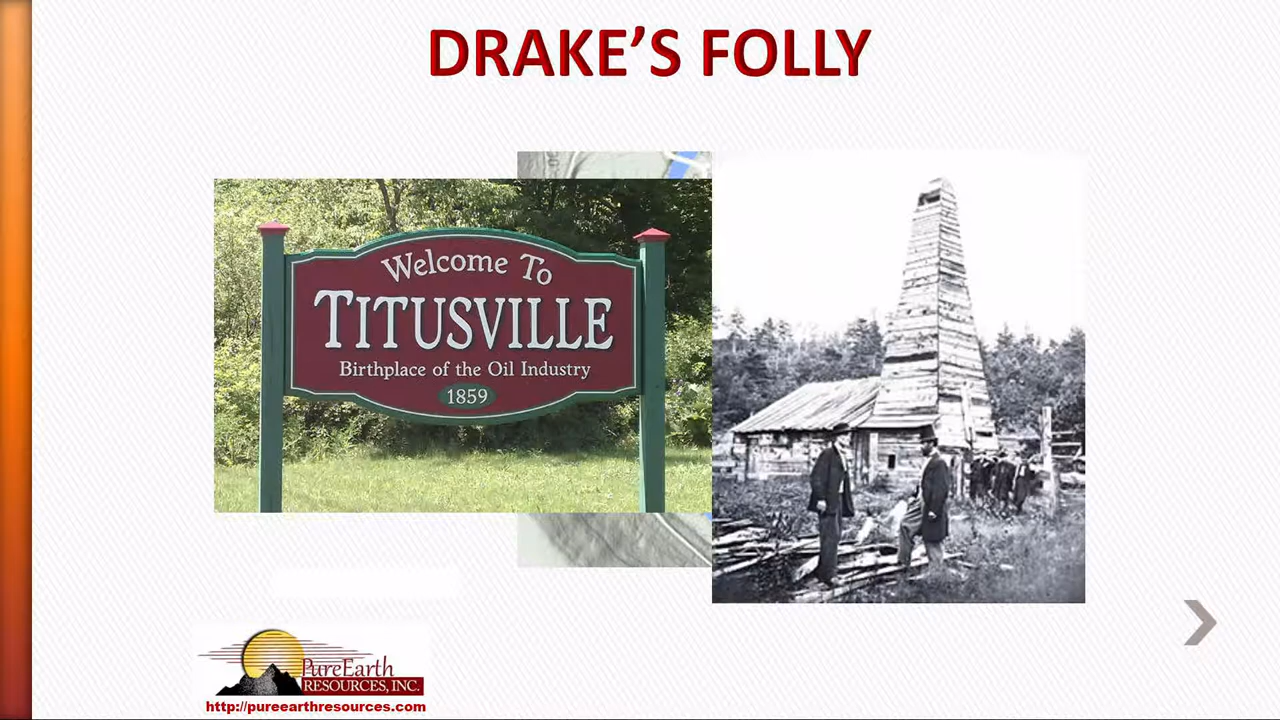 DRAKE’S FOLLY
Welcome To
TITUSVILLE
Birthplace of the Oil Industry
1859
PureEarth
RESOURCES, INC.
http://pureearthresources.com